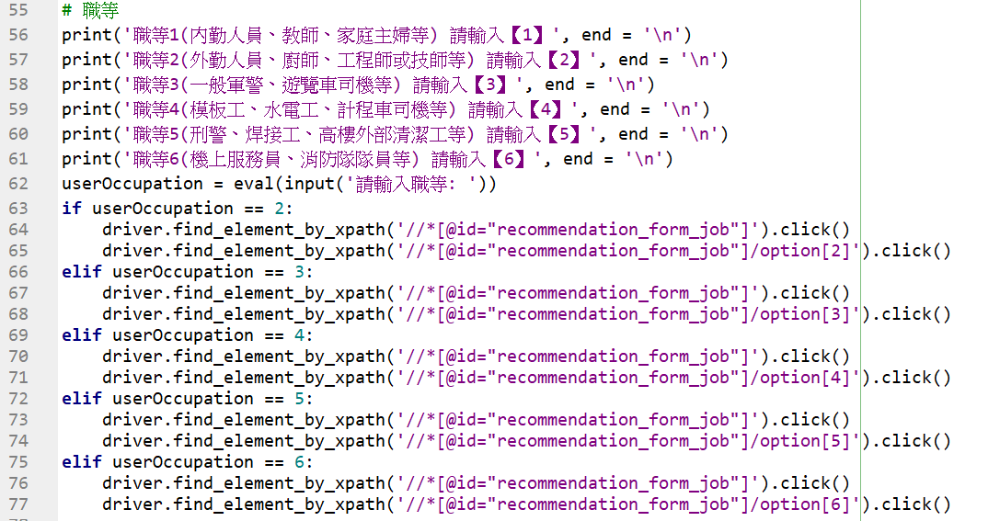 55 # 職等
56 print('職等1(內勤人員、教師、家庭主婦等) 請輸入【1】', end = '\n')
57 print('職等2(外勤人員、廚師、工程師或技師等) 請輸入【2】', end = '\n')
58 print('職等3(一般軍警、遊覽車司機等) 請輸入【3】', end = '\n')
59 print('職等4(模板工、水電工、計程車司機等) 請輸入【4】', end = '\n')
60 print('職等5(刑警、焊接工、高樓外部清潔工等) 請輸入【5】', end = '\n')
61 print('職等6(機上服務員、消防隊隊員等) 請輸入【6】', end = '\n')
62 userOccupation = eval(input('請輸入職等: '))
63 if userOccupation == 2:
64     driver.find_element_by_xpath('//*[@id="recommendation_form_job"]').click()
65     driver.find_element_by_xpath('//*[@id="recommendation_form_job"]/option[2]').click()
66 elif userOccupation == 3:
67     driver.find_element_by_xpath('//*[@id="recommendation_form_job"]').click()
68     driver.find_element_by_xpath('//*[@id="recommendation_form_job"]/option[3]').click()
69 elif userOccupation == 4:
70     driver.find_element_by_xpath('//*[@id="recommendation_form_job"]').click()
71     driver.find_element_by_xpath('//*[@id="recommendation_form_job"]/option[4]').click()
72 elif userOccupation == 5:
73     driver.find_element_by_xpath('//*[@id="recommendation_form_job"]').click()
74     driver.find_element_by_xpath('//*[@id="recommendation_form_job"]/option[5]').click()
75 elif userOccupation == 6:
76     driver.find_element_by_xpath('//*[@id="recommendation_form_job"]').click()
77     driver.find_element_by_xpath('//*[@id="recommendation_form_job"]/option[6]').click()